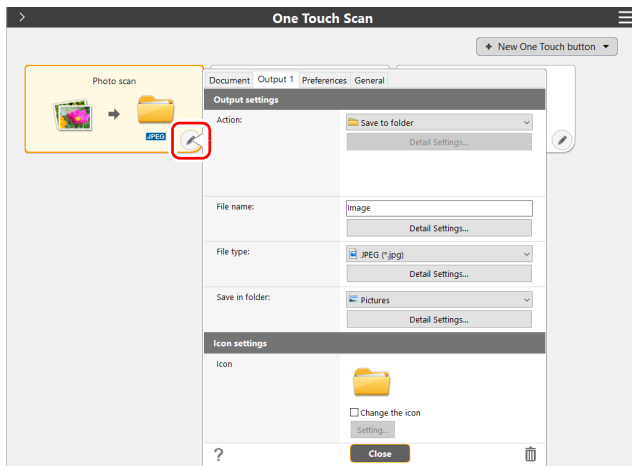 One Touch Scan
+ New One Touch button
Photo scan
JPEG
Document Output 1 Preferences General
Output settings
Action:
Save to folder
Detail Settings...
File name:
Image
Detail Settings...
File type:
JPEG (*.jpg)
Detail Settings...
Save in folder:
Pictures
Detail Settings...
Icon settings
Icon
Change the icon
Setting...
?
Close